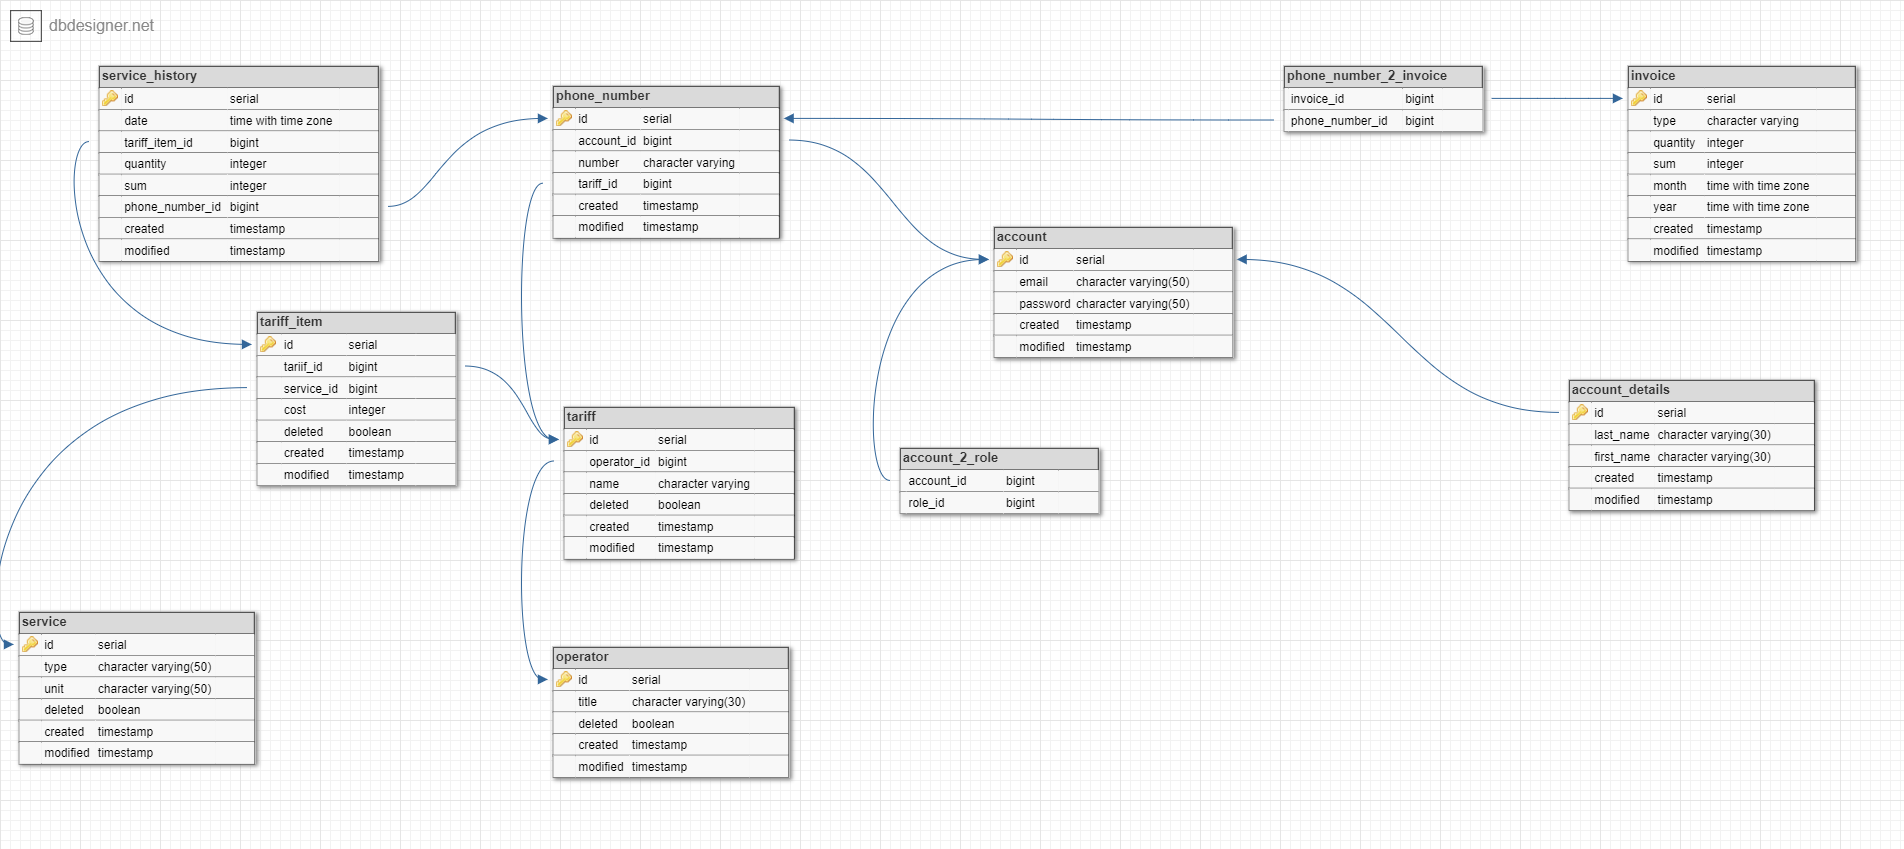 dbdesigner.net
service_history
id serial
date time with time zone
tariff_item_id bigint
quantity integer
sum integer
phone_number_id bigint
created timestamp
modified timestamp
phone_number
id serial
account_id bigint
number character varying
tariff_id bigint
created timestamp
modified timestamp
phone_number_2_invoice
invoice_id bigint
phone_number_id bigint
invoice
id serial
type character varying
quantity integer
sum integer
month time with time zone
year time with time zone
created timestamp
modified timestamp
account
id serial
email character varying(50)
password character varying(50)
created timestamp
modified timestamp
tariff_item
id serial
tariif_id bigint
service_id bigint
cost integer
deleted boolean
created timestamp
modified timestamp
tariff
id serial
operator_id bigint
name character varying
deleted boolean
created timestamp
modified timestamp
account_2_role
account_id bigint
role_id bigint
account_details
id serial
last_name character varying(30)
first_name character varying(30)
created timestamp
modified timestamp
service
id serial
type character varying(50)
unit character varying(50)
deleted boolean
created timestamp
modified timestamp
operator
id serial
title character varying(30)
deleted boolean
created timestamp
modified timestamp